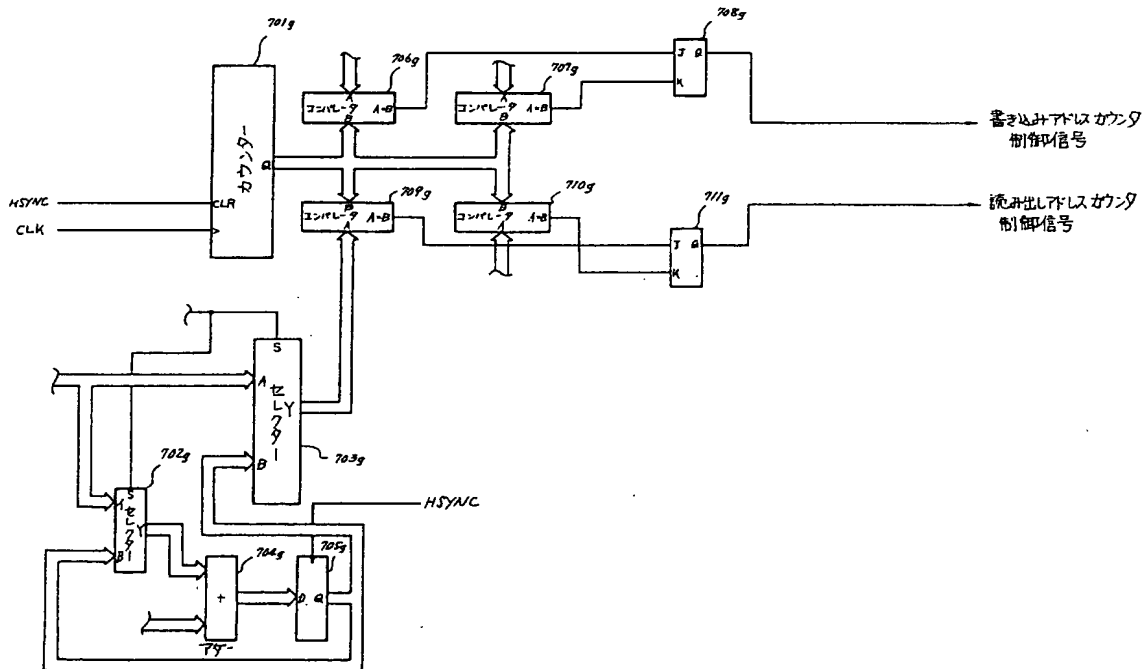 701g
カウンター
Q
CLR
HSYNC
CLK
706g
A
コンパレータ A=B
B
707g
A
コンパレータ A=B
B
708g
J Q
K
書き込みアドレスカウンタ
制御信号
709g
B
コンパレータ A=B
A
710g
B
コンパレータ A=B
A
711g
J Q
K
読み出しアドレスカウンタ
制御信号
S
A
セレクター
Y
B
703g
702g
S
セレクター
Y
B
HSYNC
704g
+
アダー
705g
D Q